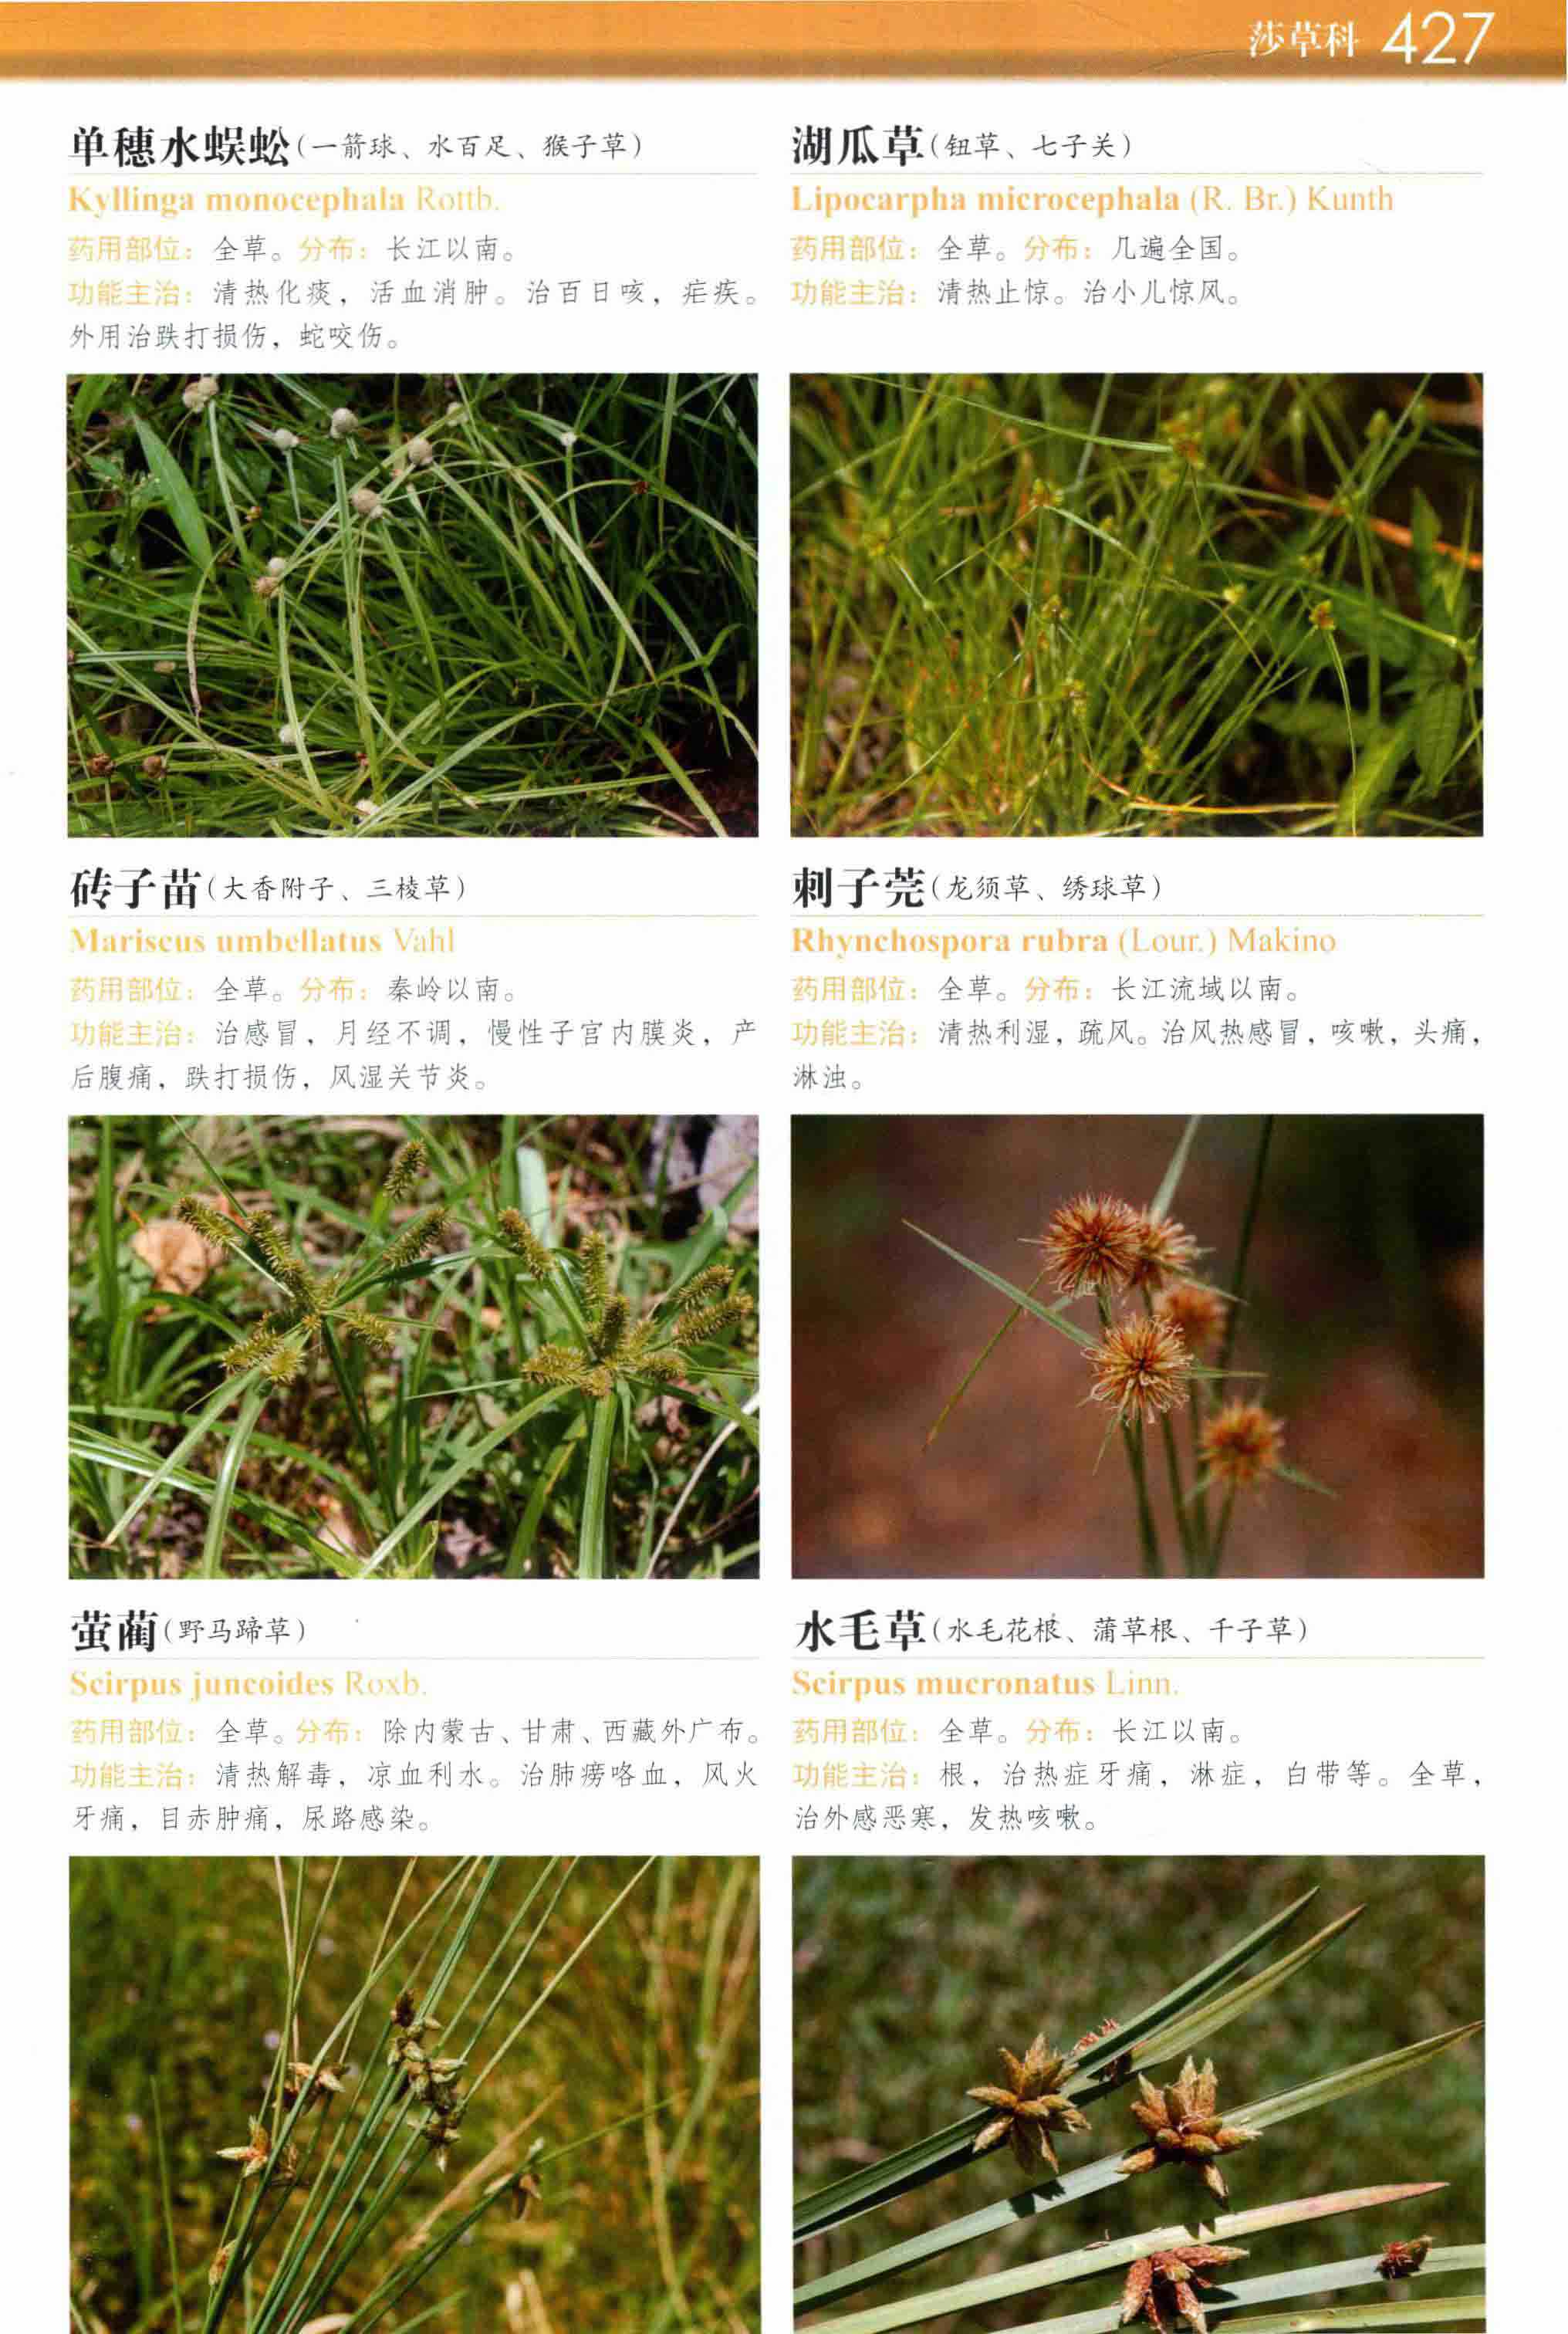 莎草科 427
单穗水蜈蚣(一箭球、水百足、猴子草)
Kyllinga monocephala Rottb.
药用部位：全草。分布：长江以南。
功能主治：清热化痰，活血消肿。治百日咳，疟疾。
外用治跌打损伤，蛇咬伤。
湖瓜草(钮草、七子关)
Lipocarpha microcephala (R. Br.) Kunth
药用部位：全草。分布：几遍全国。
功能主治：清热止惊。治小儿惊风。
砖子苗(大香附子、三棱草)
Mariscus umbellatus Vahl
药用部位：全草。分布：秦岭以南。
功能主治：治感冒，月经不调，慢性子宫内膜炎，产
后腹痛，跌打损伤，风湿关节炎。
刺子莞(龙须草、绣球草)
Rhynchospora rubra (Lour.) Makino
药用部位：全草。分布：长江流域以南。
功能主治：清热利湿，疏风。治风热感冒，咳嗽，头痛，
淋浊。
萤蔺(野马蹄草)
Scirpus juncoides Roxb.
药用部位：全草。分布：除内蒙古、甘肃、西藏外广布。
功能主治：清热解毒，凉血利水。治肺痨咯血，风火
牙痛，目赤肿痛，尿路感染。
水毛草(水毛花根、蒲草根、千子草)
Scirpus mucronatus Linn.
药用部位：全草。分布：长江以南。
功能主治：根，治热症牙痛，淋症，白带等。全草，
治外感恶寒，发热咳嗽。